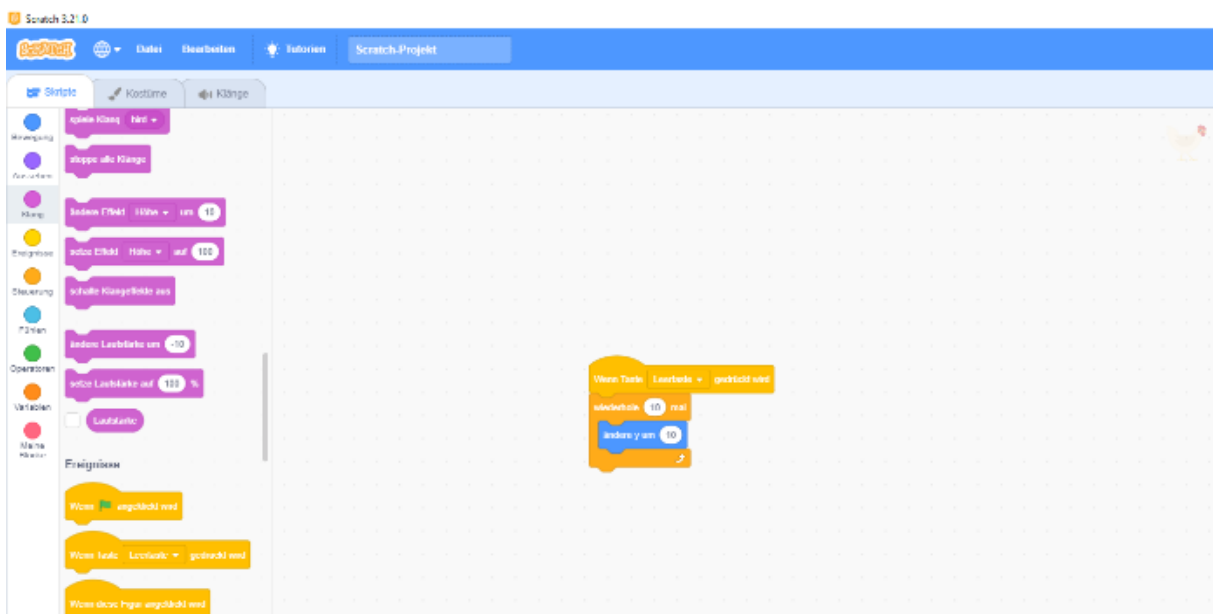 Scratch 3.21.0
SCRATCH
Datei
Bearbeiten
Tutorien
Scratch-Projekt
Skripte
Kostüme
Klänge
Bewegung
Aussehen
Klang
Ereignisse
Steuerung
Fühlen
Operatoren
Variablen
Meine
Blöcke
spiele Klang hint
stoppe alle Klänge
ändere Effekt Höhe um 10
setze Effekt Höhe auf 100
schalte Klangeffekte aus
ändere Lautstärke um -10
setze Lautstärke auf 100 %
Lautstärke
Ereignisse
Wenn angeklickt wird
Wenn Taste Leertaste gedrückt wird
Wenn diese Figur angeklickt wird
Wenn Taste Leertaste gedrückt wird
wiederhole 10 mal
ändere y um 10